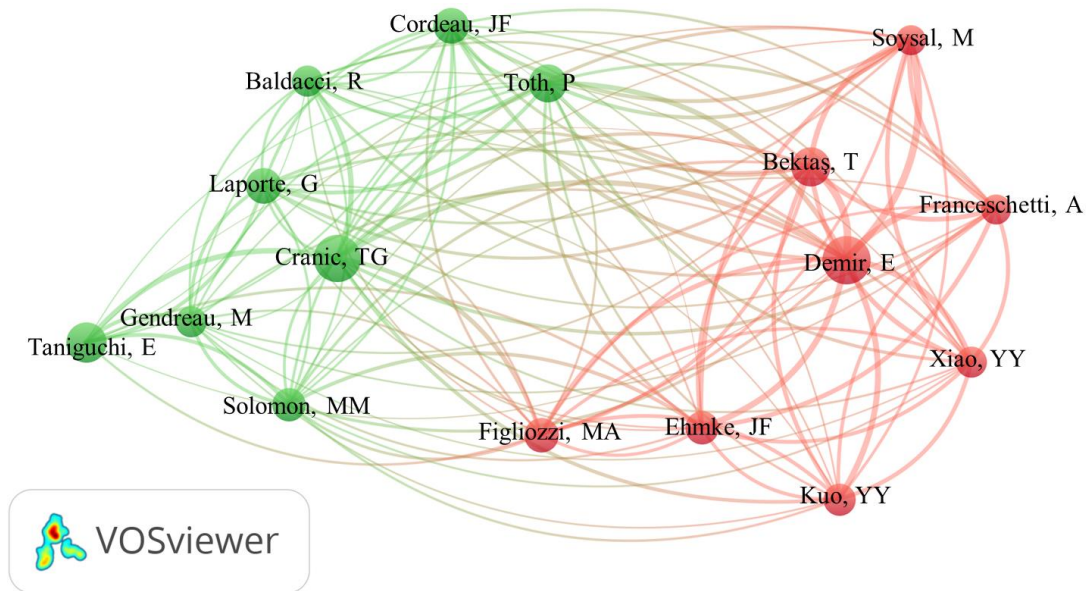 Cordeau, JF
Soysal, M
Baldacci, R
Toth, P
Bektaş, T
Laporte, G
Franceschetti, A
Cranic, TG
Demir, E
Gendreau, M
Taniguchi, E
Xiao, YY
Solomon, MM
Figliozzi, MA
Ehmke, JF
Kuo, YY
VOSviewer